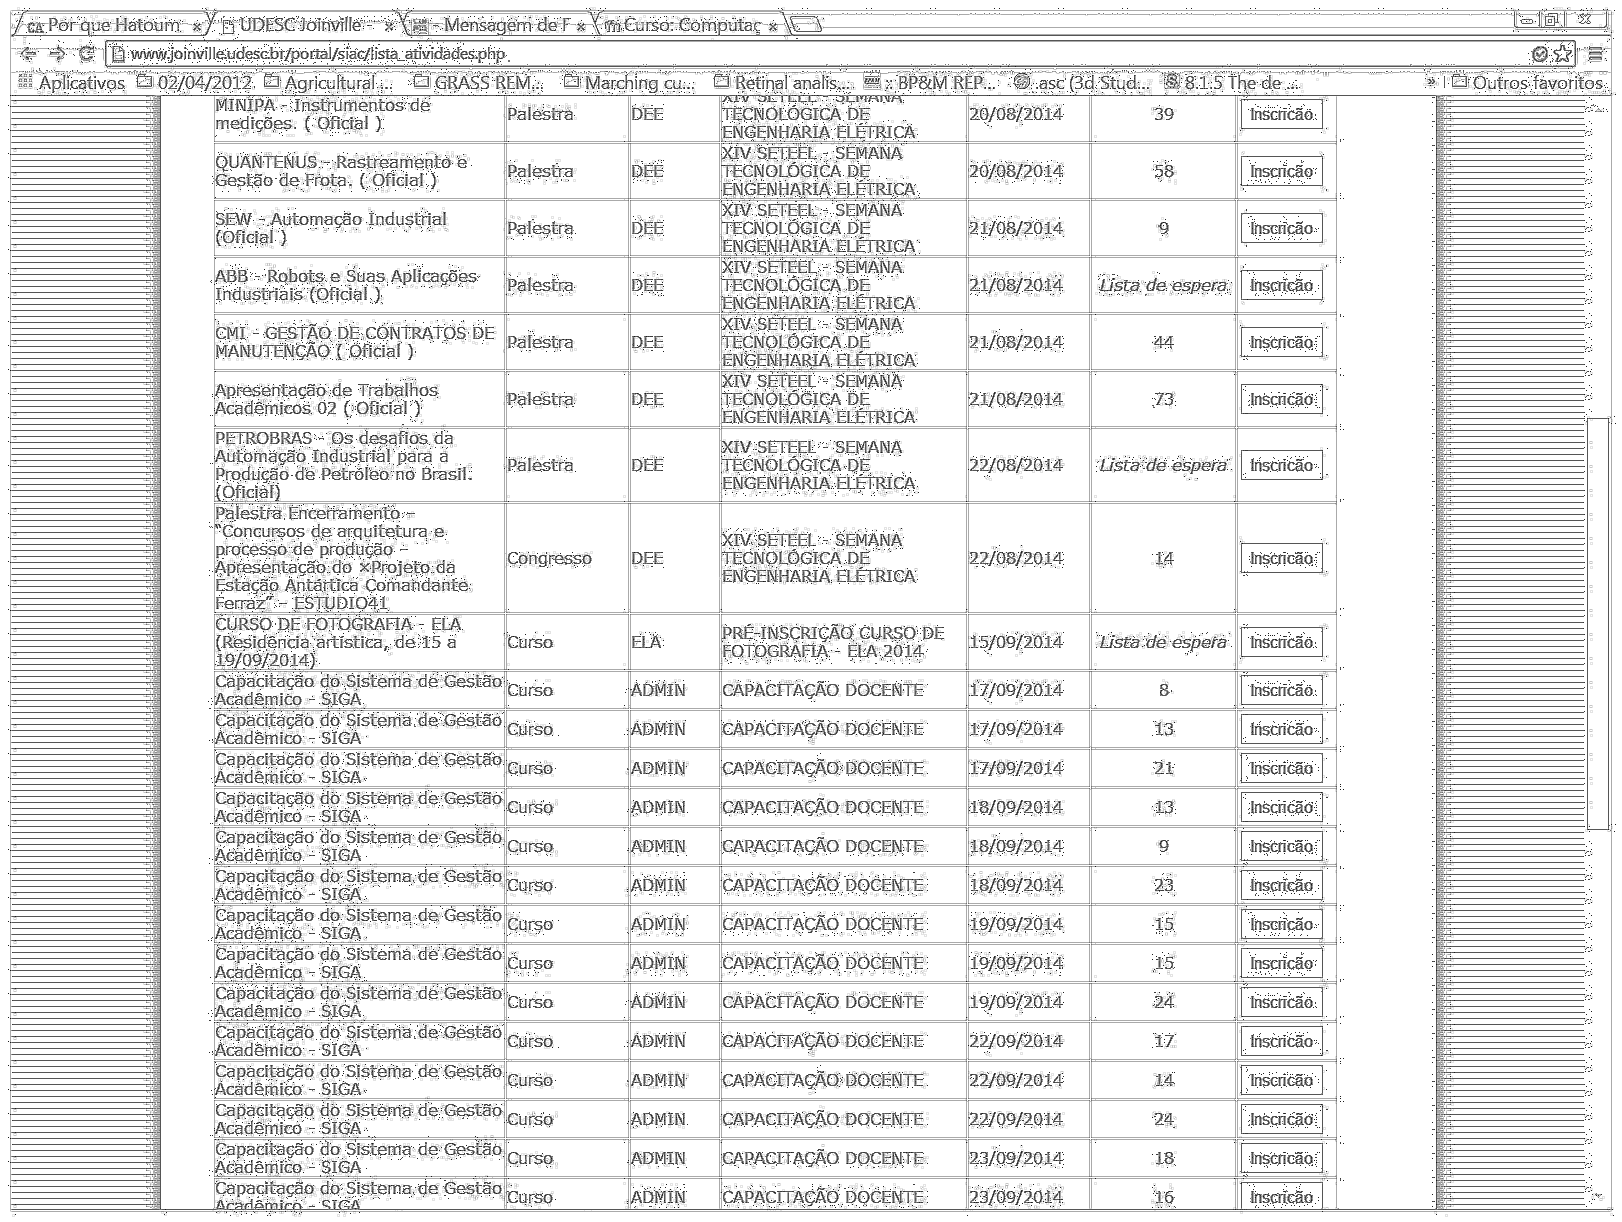 Por que Hatoum × UDESC Joinville × - Mensagem de F × Curso: Computaç ×
www.joinville.udesc.br/portal/siac/lista_atividades.php
Aplicativos 02/04/2012 Agricultural ... GRASS REM... Marching cu... Retinal analis... : BP&M REP... .asc (3d Stud... 8.1.5 The de ... » Outros favoritos
MINIPA - Instrumentos de
medições. ( Oficial )
Palestra
DEE
XIV SETEEL - SEMANA
TECNOLÓGICA DE
ENGENHARIA ELÉTRICA
20/08/2014
39
Inscrição
QUANTENUS - Rastreamento e
Gestão de Frota. ( Oficial )
Palestra
DEE
XIV SETEEL - SEMANA
TECNOLÓGICA DE
ENGENHARIA ELÉTRICA
20/08/2014
58
Inscrição
SEW - Automação Industrial
(Oficial )
Palestra
DEE
XIV SETEEL - SEMANA
TECNOLÓGICA DE
ENGENHARIA ELÉTRICA
21/08/2014
9
Inscrição
ABB - Robots e Suas Aplicações
Industriais (Oficial )
Palestra
DEE
XIV SETEEL - SEMANA
TECNOLÓGICA DE
ENGENHARIA ELÉTRICA
21/08/2014
Lista de espera
Inscrição
CMI - GESTÃO DE CONTRATOS DE
MANUTENÇÃO ( Oficial )
Palestra
DEE
XIV SETEEL - SEMANA
TECNOLÓGICA DE
ENGENHARIA ELÉTRICA
21/08/2014
44
Inscrição
Apresentação de Trabalhos
Acadêmicos 02 ( Oficial )
Palestra
DEE
XIV SETEEL - SEMANA
TECNOLÓGICA DE
ENGENHARIA ELÉTRICA
21/08/2014
73
Inscrição
PETROBRAS - Os desafios da
Automação Industrial para a
Produção de Petróleo no Brasil.
(Oficial)
Palestra
DEE
XIV SETEEL - SEMANA
TECNOLÓGICA DE
ENGENHARIA ELÉTRICA
22/08/2014
Lista de espera
Inscrição
Palestra Encerramento –
“Concursos de arquitetura e
processo de produção –
Apresentação do ×Projeto da
Estação Antártica Comandante
Ferraz” – ESTUDIO41
Congresso
DEE
XIV SETEEL - SEMANA
TECNOLÓGICA DE
ENGENHARIA ELÉTRICA
22/08/2014
14
Inscrição
CURSO DE FOTOGRAFIA - ELA
(Residência artística, de 15 a
19/09/2014)
Curso
ELA
PRÉ-INSCRIÇÃO CURSO DE
FOTOGRAFIA - ELA 2014
15/09/2014
Lista de espera
Inscrição
Capacitação do Sistema de Gestão
Acadêmico - SIGA
Curso
ADMIN
CAPACITAÇÃO DOCENTE
17/09/2014
8
Inscrição
Capacitação do Sistema de Gestão
Acadêmico - SIGA
Curso
ADMIN
CAPACITAÇÃO DOCENTE
17/09/2014
13
Inscrição
Capacitação do Sistema de Gestão
Acadêmico - SIGA
Curso
ADMIN
CAPACITAÇÃO DOCENTE
17/09/2014
21
Inscrição
Capacitação do Sistema de Gestão
Acadêmico - SIGA
Curso
ADMIN
CAPACITAÇÃO DOCENTE
18/09/2014
13
Inscrição
Capacitação do Sistema de Gestão
Acadêmico - SIGA
Curso
ADMIN
CAPACITAÇÃO DOCENTE
18/09/2014
9
Inscrição
Capacitação do Sistema de Gestão
Acadêmico - SIGA
Curso
ADMIN
CAPACITAÇÃO DOCENTE
18/09/2014
23
Inscrição
Capacitação do Sistema de Gestão
Acadêmico - SIGA
Curso
ADMIN
CAPACITAÇÃO DOCENTE
19/09/2014
15
Inscrição
Capacitação do Sistema de Gestão
Acadêmico - SIGA
Curso
ADMIN
CAPACITAÇÃO DOCENTE
19/09/2014
15
Inscrição
Capacitação do Sistema de Gestão
Acadêmico - SIGA
Curso
ADMIN
CAPACITAÇÃO DOCENTE
19/09/2014
24
Inscrição
Capacitação do Sistema de Gestão
Acadêmico - SIGA
Curso
ADMIN
CAPACITAÇÃO DOCENTE
22/09/2014
17
Inscrição
Capacitação do Sistema de Gestão
Acadêmico - SIGA
Curso
ADMIN
CAPACITAÇÃO DOCENTE
22/09/2014
14
Inscrição
Capacitação do Sistema de Gestão
Acadêmico - SIGA
Curso
ADMIN
CAPACITAÇÃO DOCENTE
22/09/2014
24
Inscrição
Capacitação do Sistema de Gestão
Acadêmico - SIGA
Curso
ADMIN
CAPACITAÇÃO DOCENTE
23/09/2014
18
Inscrição
Capacitação do Sistema de Gestão
Acadêmico - SIGA
Curso
ADMIN
CAPACITAÇÃO DOCENTE
23/09/2014
16
Inscrição